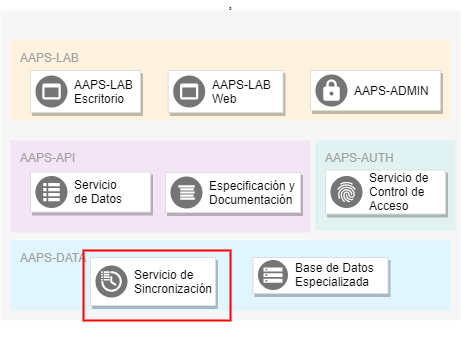 AAPS-LAB
AAPS-LAB
Escritorio
AAPS-LAB
Web
AAPS-ADMIN
AAPS-API
Servicio
de Datos
Especificación y
Documentación
AAPS-AUTH
Servicio de
Control de
Acceso
AAPS-DATA
Servicio de
Sincronización
Base de Datos
Especializada